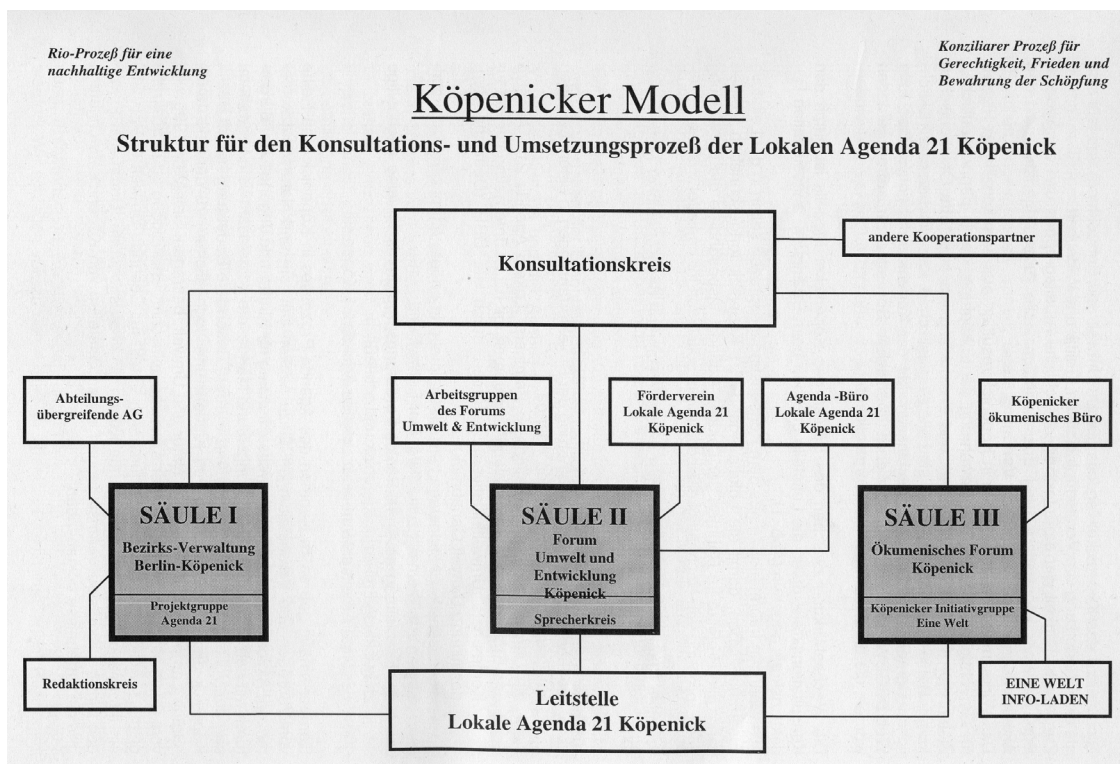 Rio-Prozeß für eine
nachhaltige Entwicklung
Konziliarer Prozeß für
Gerechtigkeit, Frieden und
Bewahrung der Schöpfung
Köpenicker Modell
Struktur für den Konsultations- und Umsetzungsprozeß der Lokalen Agenda 21 Köpenick
Konsultationskreis
andere Kooperationspartner
Abteilungs-
übergreifende AG
Arbeitsgruppen
des Forums
Umwelt & Entwicklung
Förderverein
Lokale Agenda 21
Köpenick
Agenda -Büro
Lokale Agenda 21
Köpenick
Köpenicker
ökumenisches Büro
SÄULE I
Bezirks-Verwaltung
Berlin-Köpenick
Projektgruppe
Agenda 21
SÄULE II
Forum
Umwelt und
Entwicklung
Köpenick
Sprecherkreis
SÄULE III
Ökumenisches Forum
Köpenick
Köpenicker Initiativgruppe
Eine Welt
Redaktionskreis
Leitstelle
Lokale Agenda 21 Köpenick
EINE WELT
INFO-LADEN